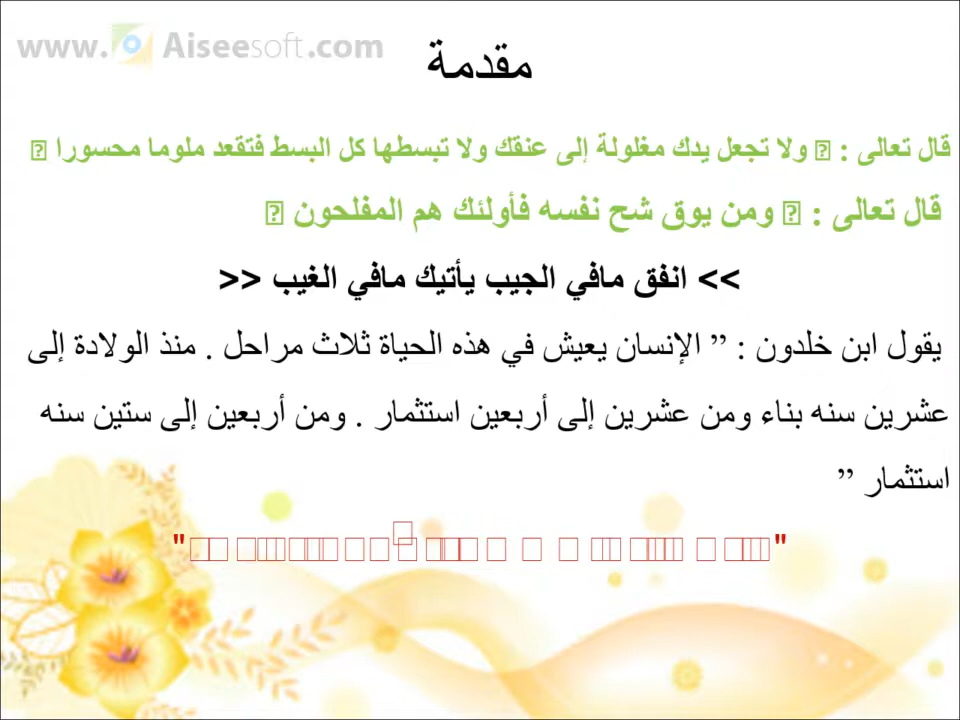 www.Aiseesoft.com
مقدمة
قال تعالى : ولا تجعل يدك مغلولة إلى عنقك ولا تبسطها كل البسط فتقعد ملوما محسورا
قال تعالى : ومن يوق شح نفسه فأولئك هم المفلحون
>> انفق مافي الجيب يأتيك مافي الغيب <<
يقول ابن خلدون : ” الإنسان يعيش في هذه الحياة ثلاث مراحل . منذ الولادة إلى
عشرين سنه بناء ومن عشرين إلى أربعين استثمار . ومن أربعين إلى ستين سنه
استثمار ”